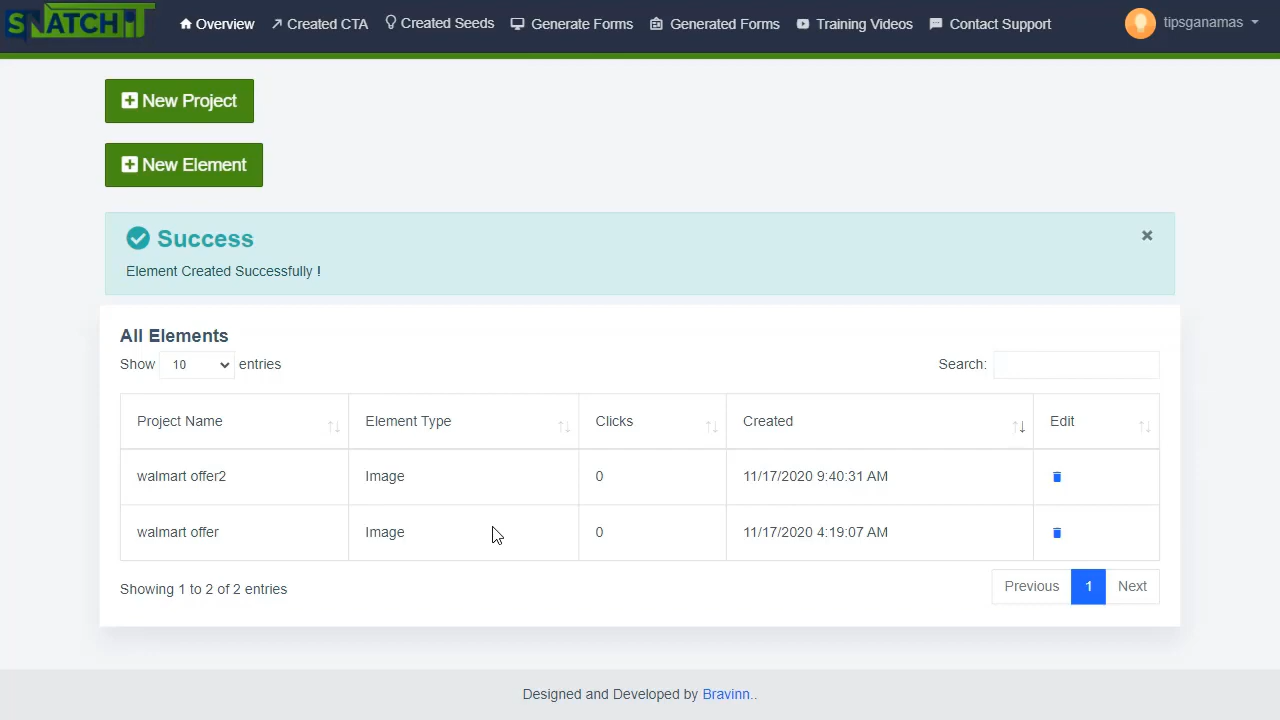 SNATCHiT
Overview
Created CTA
Created Seeds
Generate Forms
Generated Forms
Training Videos
Contact Support
tipsganamas
New Project
New Element
Success
Element Created Successfully !
All Elements
Show 10 entries
Search:
Project Name Element Type Clicks Created Edit
walmart offer2 Image 0 11/17/2020 9:40:31 AM
walmart offer Image 0 11/17/2020 4:19:07 AM
Showing 1 to 2 of 2 entries
Previous 1 Next
Designed and Developed by Bravinn..